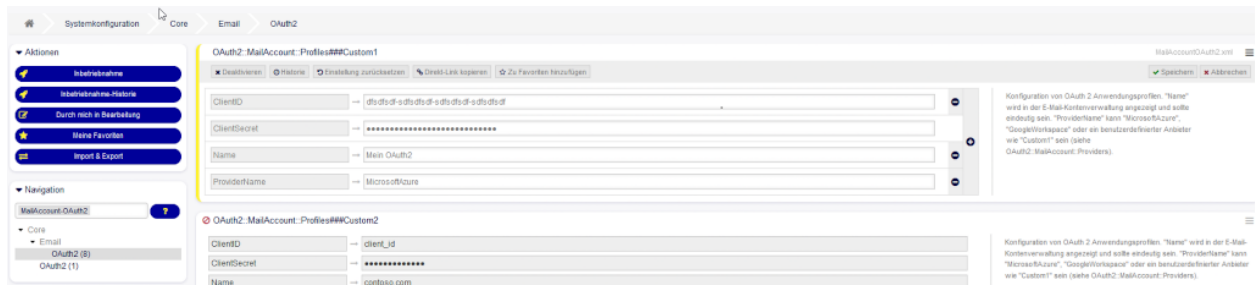 Systemkonfiguration Core Email OAuth2
Aktionen
Inbetriebnahme
Inbetriebnahme-Historie
Durch mich in Bearbeitung
Meine Favoriten
Import & Export
Navigation
MailAccount-OAuth2 ?
Core
Email
OAuth2 (8)
OAuth2 (1)
OAuth2::MailAccount::Profiles###Custom1 MailAccountOAuth2.xml
Deaktivieren Historie Einstellung zurücksetzen Direkt-Link kopieren Zu Favoriten hinzufügen Speichern Abbrechen
ClientID → dfsdfsdf-sdfsdfsdf-sdfsdfsdf-sdfsdfsdf
ClientSecret → ••••••••••••••••••••••••••••
Name → Mein OAuth2
ProviderName → MicrosoftAzure
Konfiguration von OAuth 2 Anwendungsprofilen. "Name"
wird in der E-Mail-Kontenverwaltung angezeigt und sollte
eindeutig sein. "ProviderName" kann "MicrosoftAzure",
"GoogleWorkspace" oder ein benutzerdefinierter Anbieter
wie "Custom1" sein (siehe
OAuth2::MailAccount::Providers).
OAuth2::MailAccount::Profiles###Custom2
ClientID → client_id
ClientSecret → •••••••••••••
Name → contoso.com
Konfiguration von OAuth 2 Anwendungsprofilen. "Name" wird in der E-Mail-
Kontenverwaltung angezeigt und sollte eindeutig sein. "ProviderName" kann
"MicrosoftAzure", "GoogleWorkspace" oder ein benutzerdefinierter Anbieter
wie "Custom1" sein (siehe OAuth2::MailAccount::Providers).